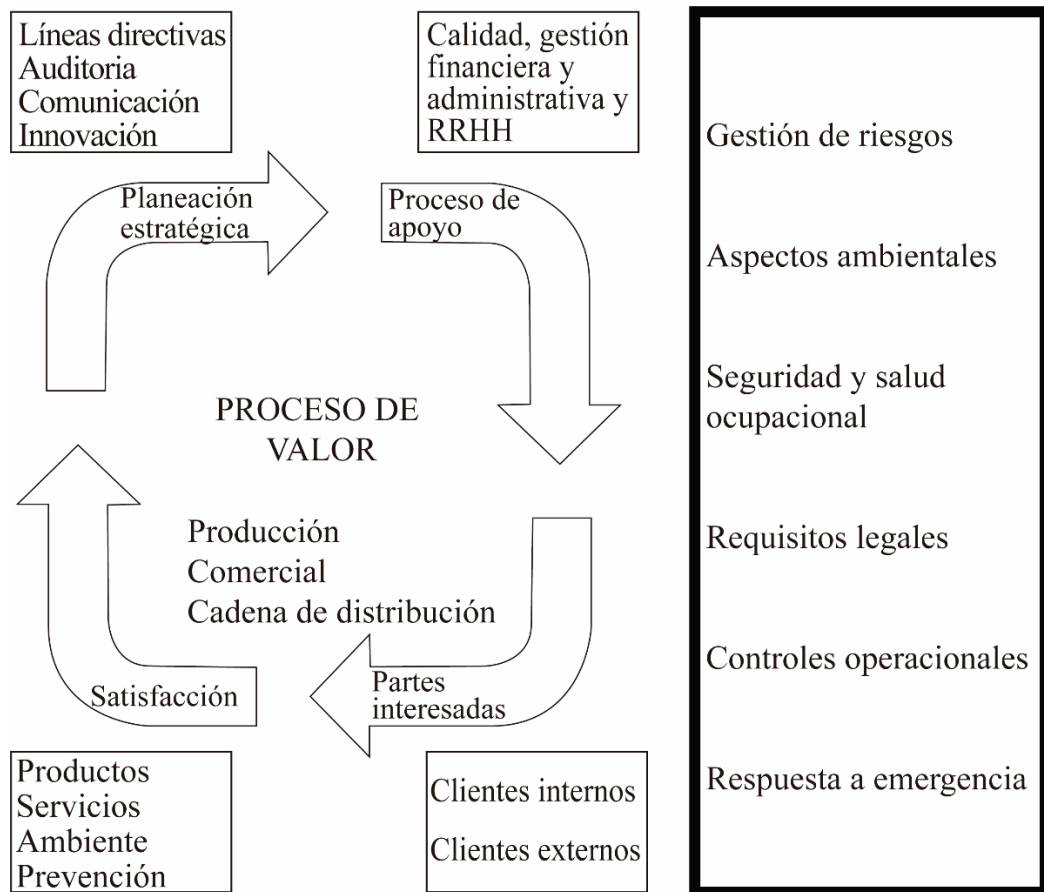 Líneas directivas
Auditoria
Comunicación
Innovación
Calidad, gestión
financiera y
administrativa y
RRHH
Planeación
estratégica
Proceso de
apoyo
PROCESO DE
VALOR
Producción
Comercial
Cadena de distribución
Satisfacción
Partes
interesadas
Productos
Servicios
Ambiente
Prevención
Clientes internos
Clientes externos
Gestión de riesgos
Aspectos ambientales
Seguridad y salud
ocupacional
Requisitos legales
Controles operacionales
Respuesta a emergencia